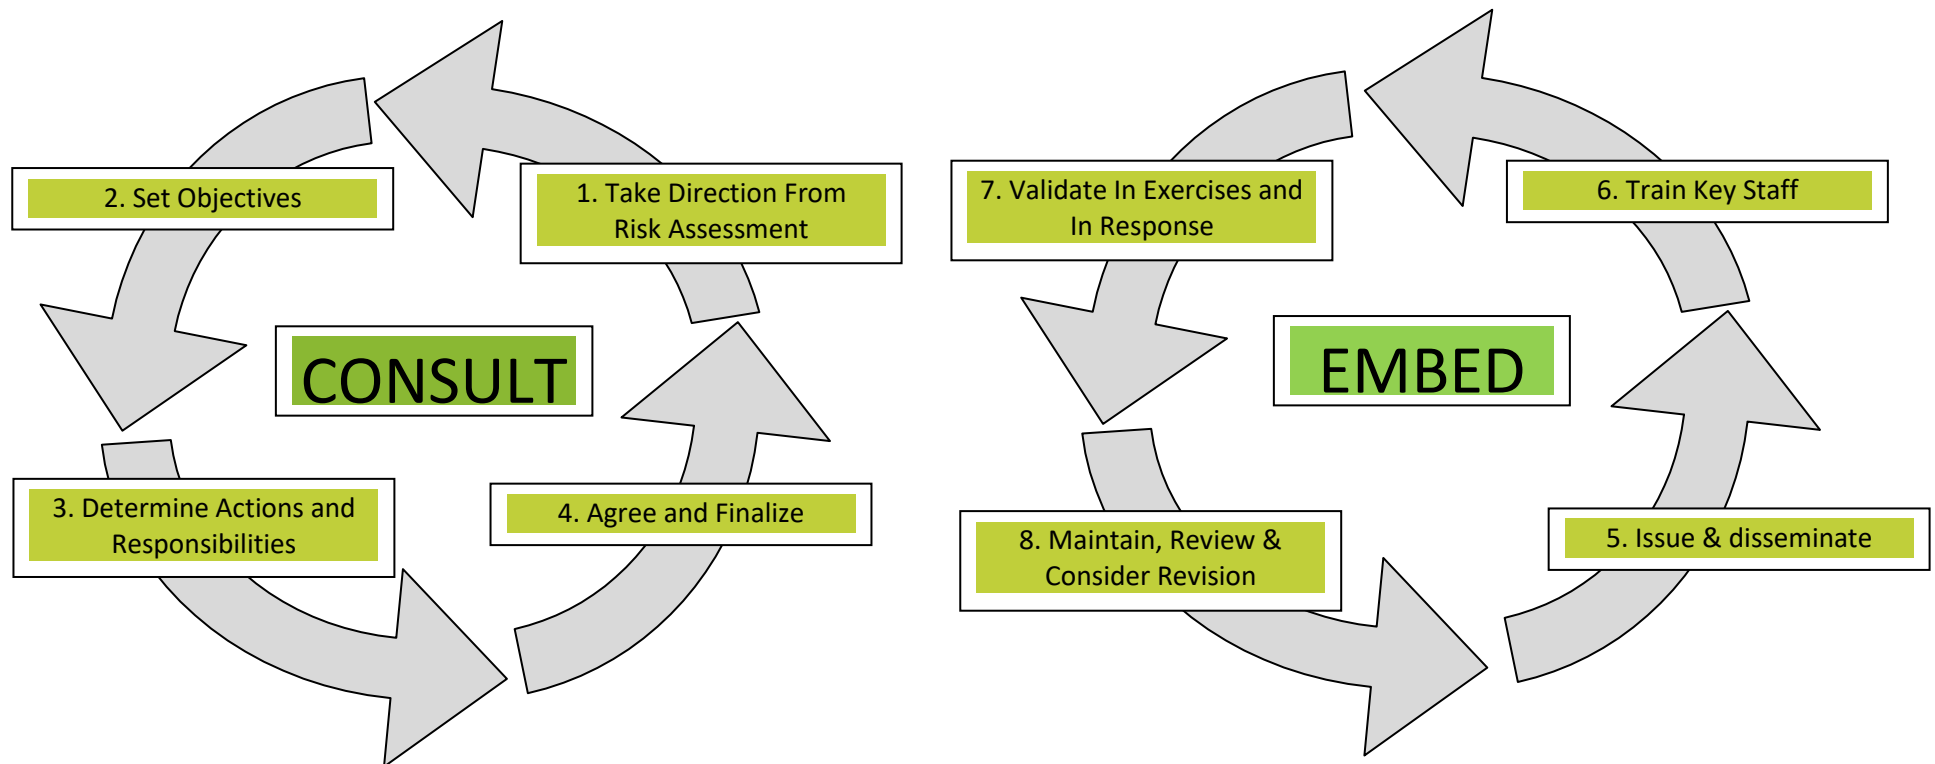 1. Take Direction From
Risk Assessment
2. Set Objectives
3. Determine Actions and
Responsibilities
4. Agree and Finalize
CONSULT
5. Issue & disseminate
6. Train Key Staff
7. Validate In Exercises and
In Response
8. Maintain, Review &
Consider Revision
EMBED